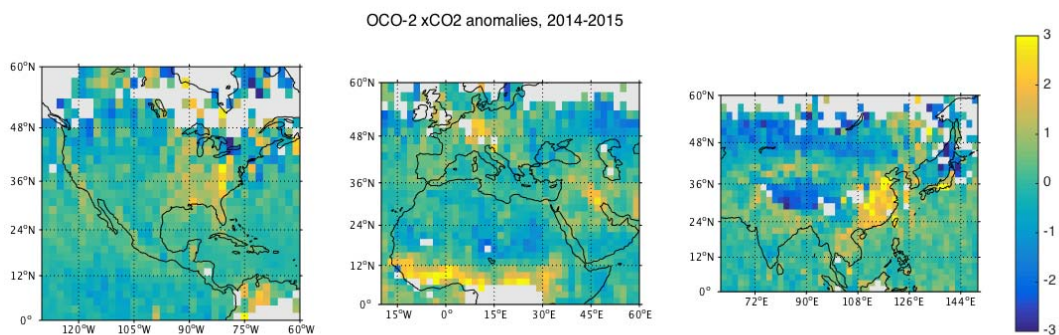 OCO-2 xCO2 anomalies, 2014-2015
60°N
48°N
36°N
24°N
12°N
0°
120°W 105°W 90°W 75°W 60°W
60°N
48°N
36°N
24°N
12°N
0°
15°W 0° 15°E 30°E 45°E 60°E
60°N
48°N
36°N
24°N
12°N
0°
72°E 90°E 108°E 126°E 144°E
3
2
1
0
-1
-2
-3